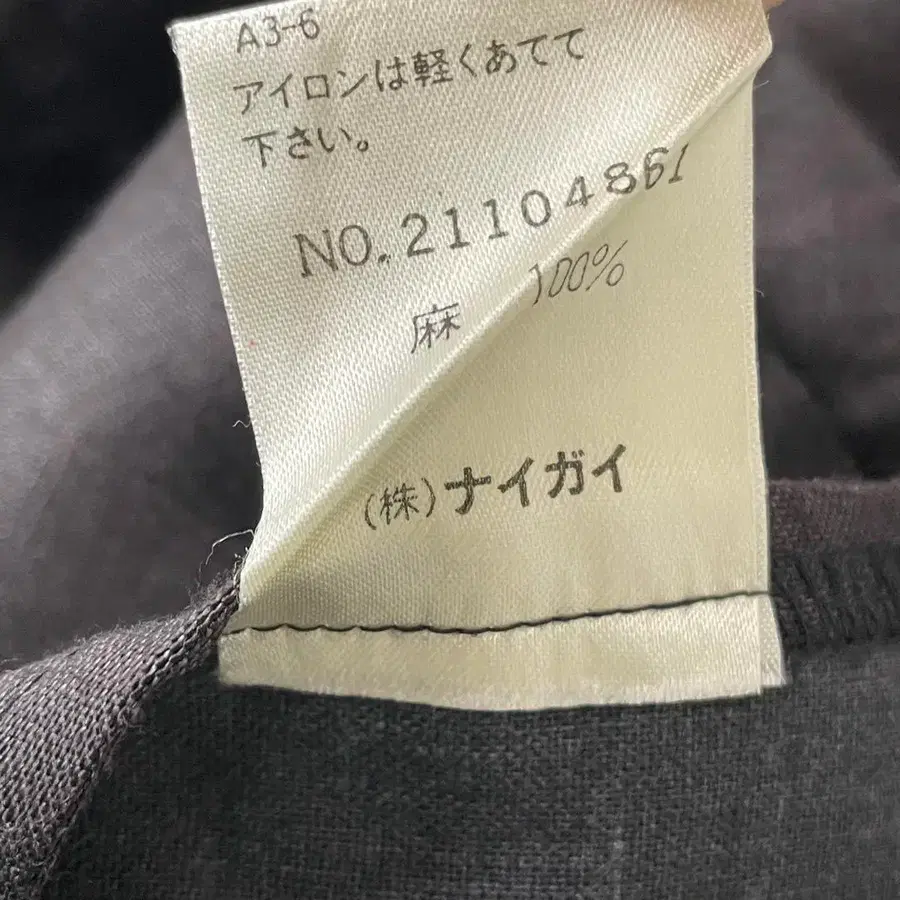 A3-6
アイロンは軽くあてて
下さい。
NO.21104861
麻 100%
(株)ナイガイ